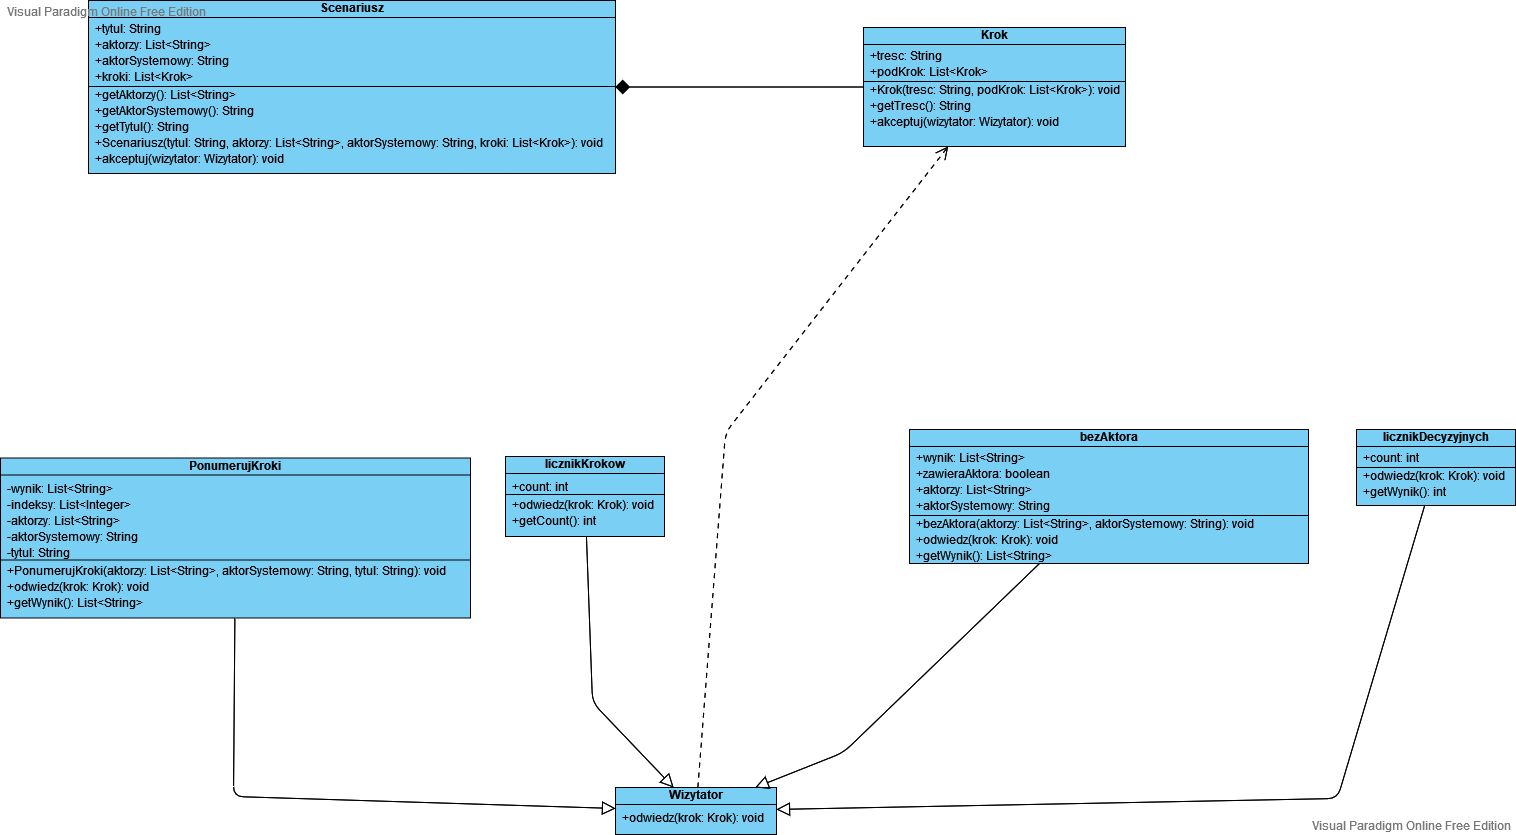 Visual Paradigm Online Free Edition
Scenariusz
+tytul: String
+aktorzy: List<String>
+aktorSystemowy: String
+kroki: List<Krok>
+getAktorzy(): List<String>
+getAktorSystemowy(): String
+getTytul(): String
+Scenariusz(tytul: String, aktorzy: List<String>, aktorSystemowy: String, kroki: List<Krok>): void
+akceptuj(wizytator: Wizytator): void
Krok
+tresc: String
+podKrok: List<Krok>
+Krok(tresc: String, podKrok: List<Krok>): void
+getTresc(): String
+akceptuj(wizytator: Wizytator): void
PonumerujKroki
-wynik: List<String>
-indeksy: List<Integer>
-aktorzy: List<String>
-aktorSystemowy: String
-tytul: String
+PonumerujKroki(aktorzy: List<String>, aktorSystemowy: String, tytul: String): void
+odwiedz(krok: Krok): void
+getWynik(): List<String>
licznikKrokow
+count: int
+odwiedz(krok: Krok): void
+getCount(): int
bezAktora
+wynik: List<String>
+zawieraAktora: boolean
+aktorzy: List<String>
+aktorSystemowy: String
+bezAktora(aktorzy: List<String>, aktorSystemowy: String): void
+odwiedz(krok: Krok): void
+getWynik(): List<String>
licznikDecyzyjnych
+count: int
+odwiedz(krok: Krok): void
+getWynik(): int
Wizytator
+odwiedz(krok: Krok): void
Visual Paradigm Online Free Edition